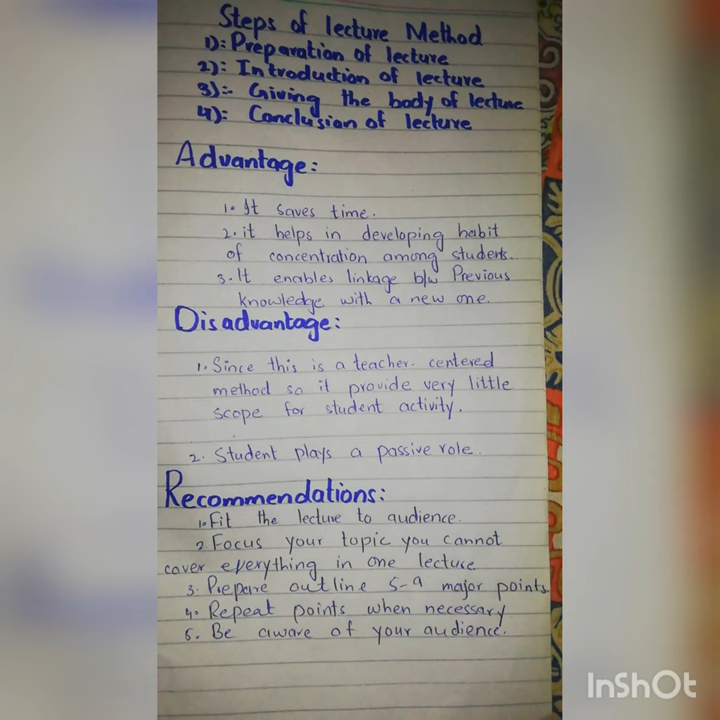 Steps of lecture Method
1): Preparation of lecture
2): Introduction of lecture
3):- Giving the body of lecture
4): Conclusion of lecture
Advantage:
1. It saves time.
2. it helps in developing habit
of concentration among students.
3. It enables linkage b/w Previous
knowledge with a new one.
Disadvantage:
1. Since this is a teacher. centered
method so it provide very little
scope for student activity.
2. Student plays a passive role.
Recommendations:
1. Fit the lecture to audience.
2. Focus your topic you cannot
cover everything in one lecture
3. Prepare outline 5-9 major points.
4. Repeat points when necessary
5. Be aware of your audience.
InShOt